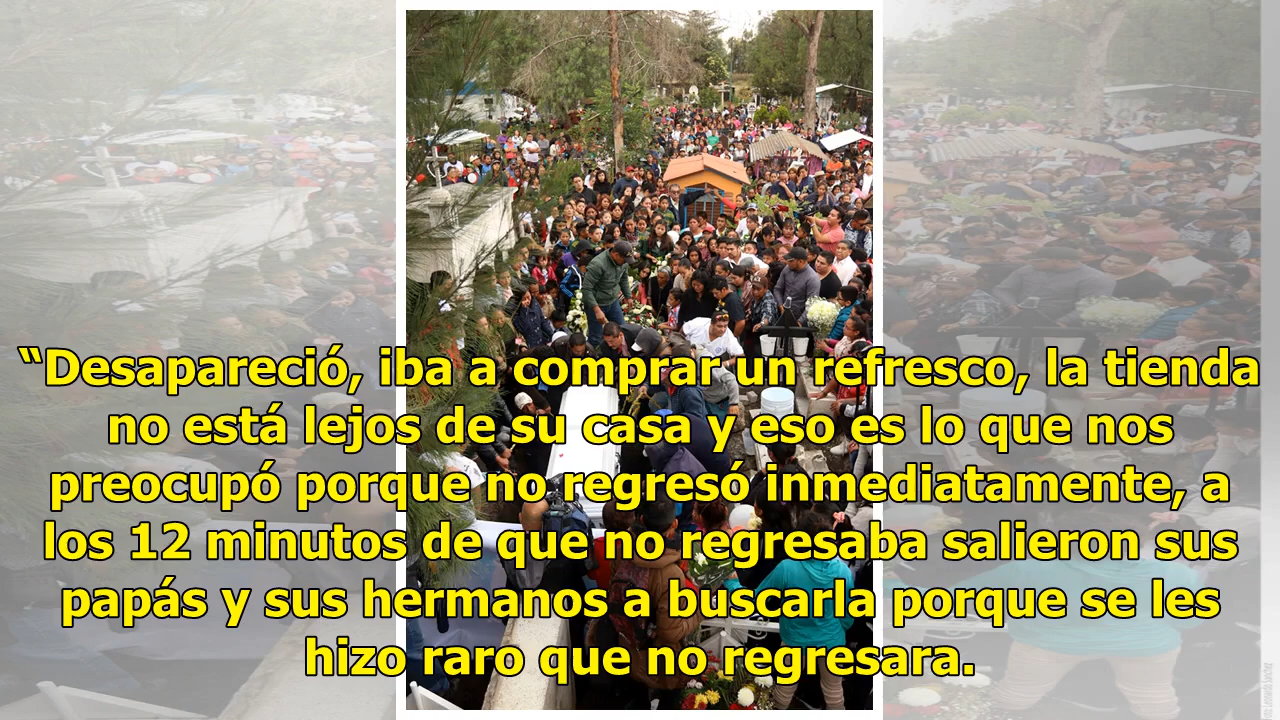 “Desapareció, iba a comprar un refresco, la tienda
no está lejos de su casa y eso es lo que nos
preocupó porque no regresó inmediatamente, a
los 12 minutos de que no regresaba salieron sus
papás y sus hermanos a buscarla porque se les
hizo raro que no regresara.